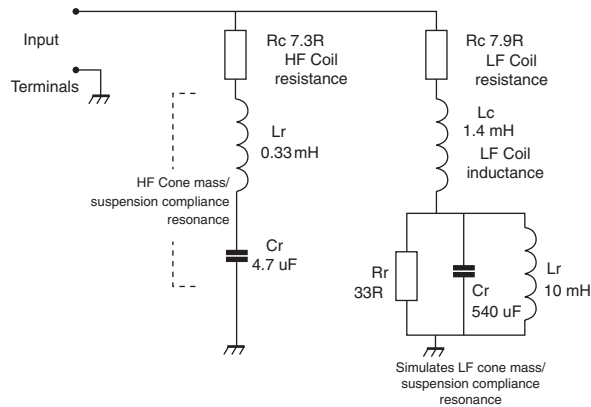 Input
Terminals
Rc 7.3R
HF Coil
resistance
Lr
0.33 mH
HF Cone mass/
suspension compliance
resonance
Cr
4.7 uF
Rc 7.9R
LF Coil
resistance
Lc
1.4 mH
LF Coil
inductance
Rr
33R
Cr
540 uF
Lr
10 mH
Simulates LF cone mass/
suspension compliance
resonance